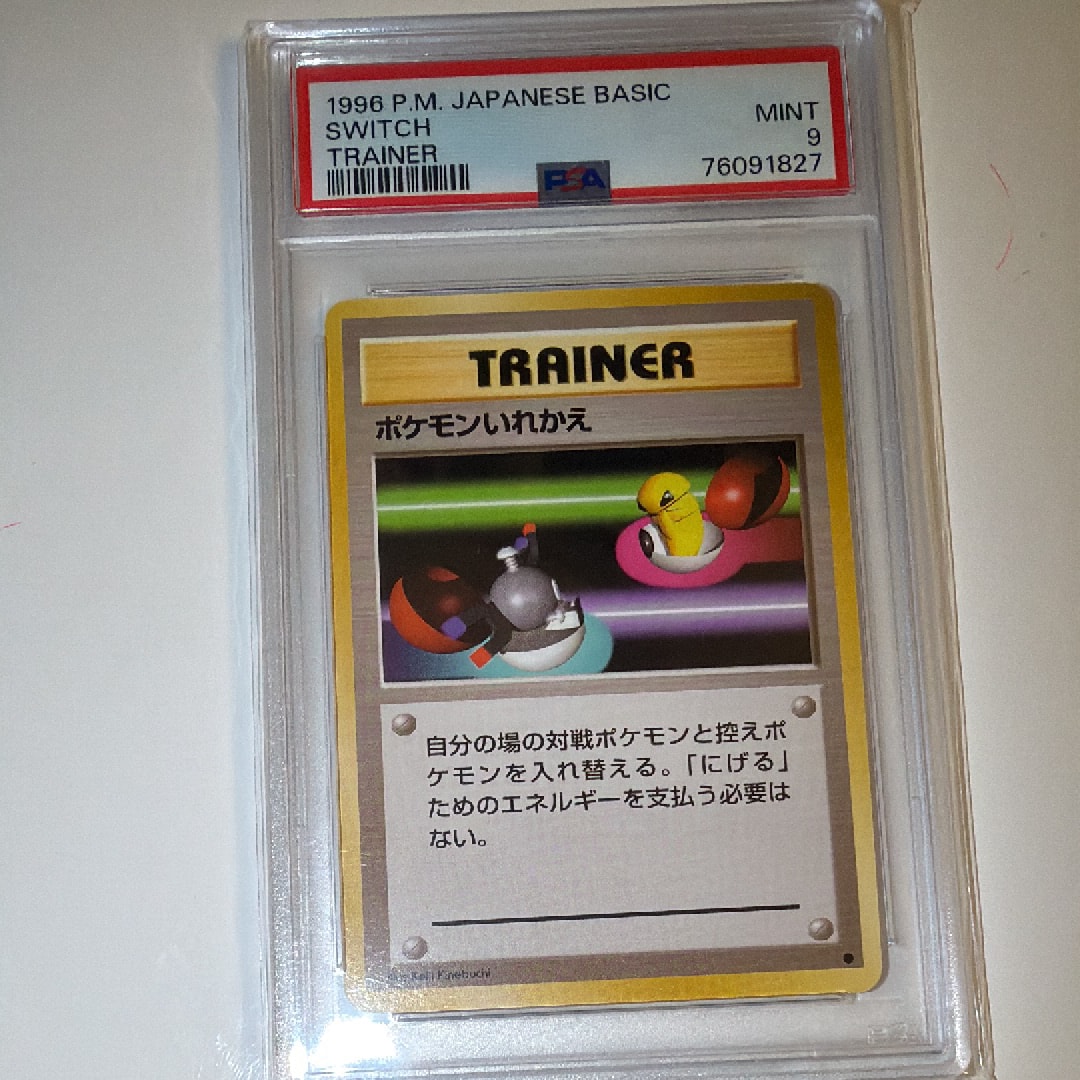 1996 P.M. JAPANESE BASIC
SWITCH
MINT
TRAINER
9
PSA
76091827
TRAINER
ポケモンいれかえ
自分の場の対戦ポケモンと控えポ
ケモンを入れ替える。「にげる」
ためのエネルギーを支払う必要は
ない。
Keiji Kinebuchi